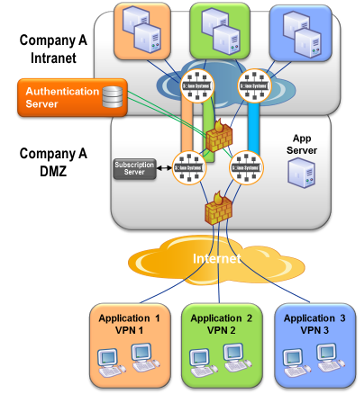 Company A
Intranet
Authentication
Server
Company A
DMZ
Subscription
Server
App
Server
Internet
Application 1
VPN 1
Application 2
VPN 2
Application 3
VPN 3